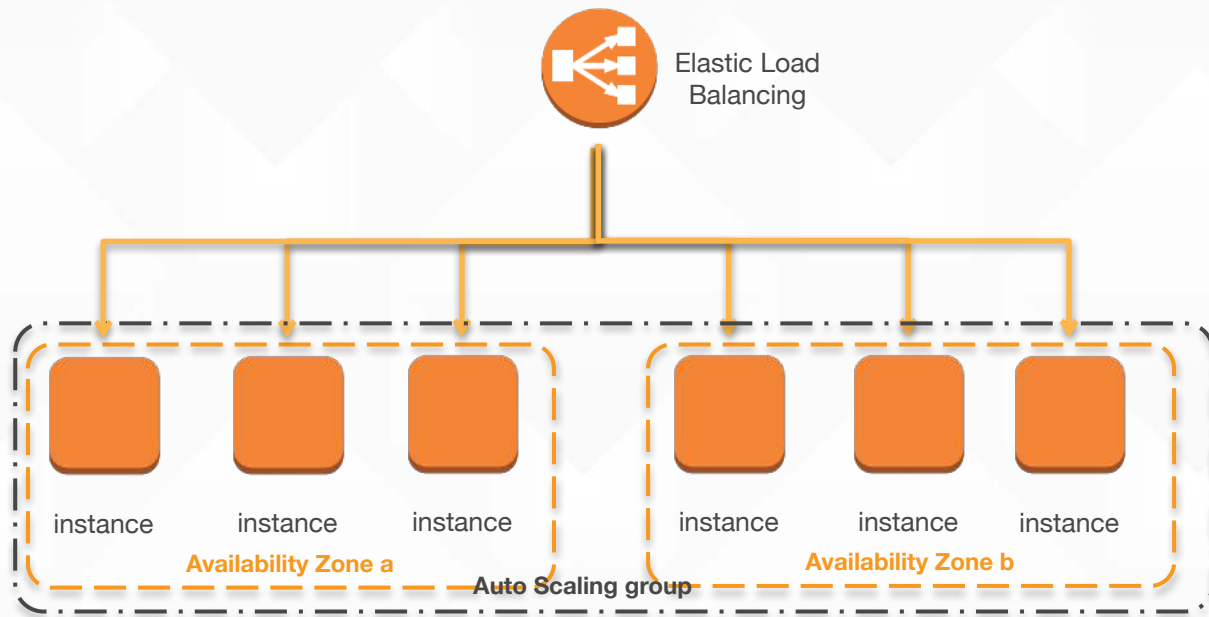 Elastic Load
Balancing
instance
instance
instance
instance
instance
instance
Availability Zone a
Availability Zone b
Auto Scaling group